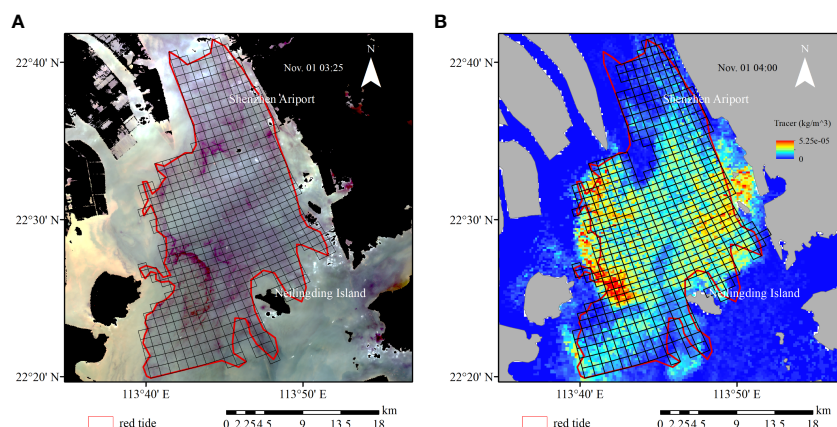 A
22°40' N
22°30' N
22°20' N
Nov. 01 03:25
N
Shenzhen Ariport
Neilingding Island
113°40' E
113°50' E
red tide
km
0 2.25 4.5 9 13.5 18
B
22°40' N
22°30' N
22°20' N
Nov. 01 04:00
N
Shenzhen Ariport
Tracer (kg/m^3)
5.25e-05
0
Neilingding Island
113°40' E
113°50' E
red tide
km
0 2.25 4.5 9 13.5 18